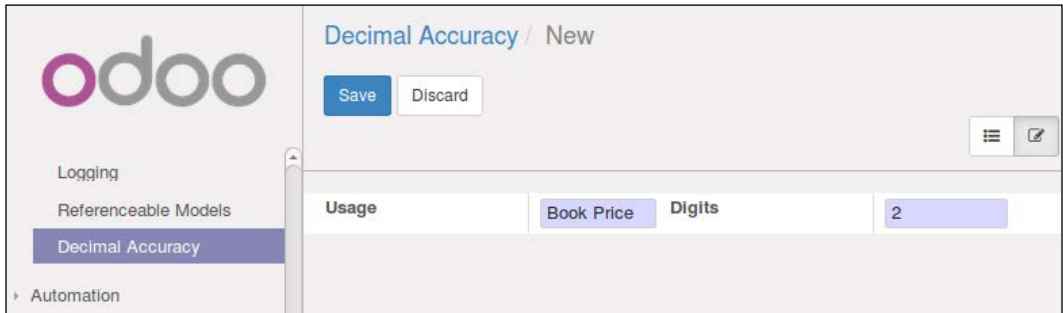 odoo
Logging
Referenceable Models
Decimal Accuracy
Automation
Decimal Accuracy / New
Save Discard
Usage Book Price Digits 2